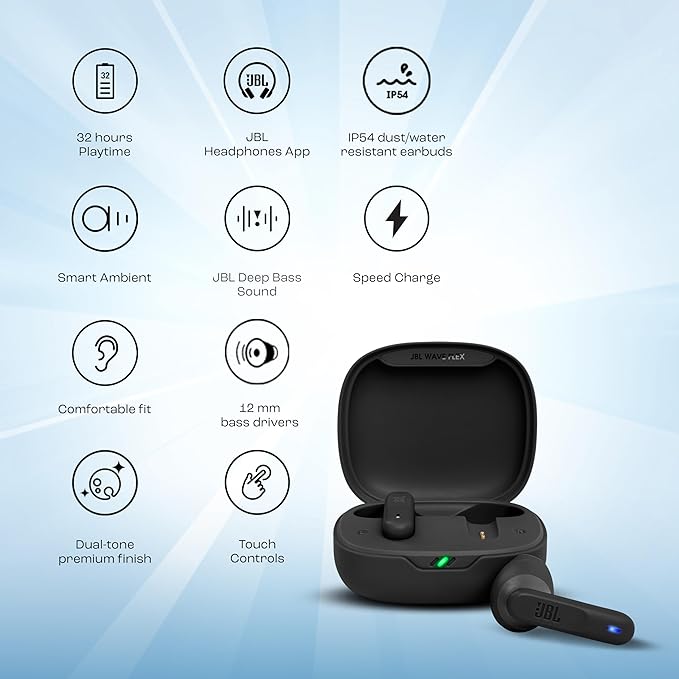 32
32 hours
Playtime
JBL
JBL
Headphones App
IP54
IP54 dust/water
resistant earbuds
Smart Ambient
JBL Deep Bass
Sound
Speed Charge
Comfortable fit
12 mm
bass drivers
Dual-tone
premium finish
Touch
Controls
JBL WAVE FLEX
JBL